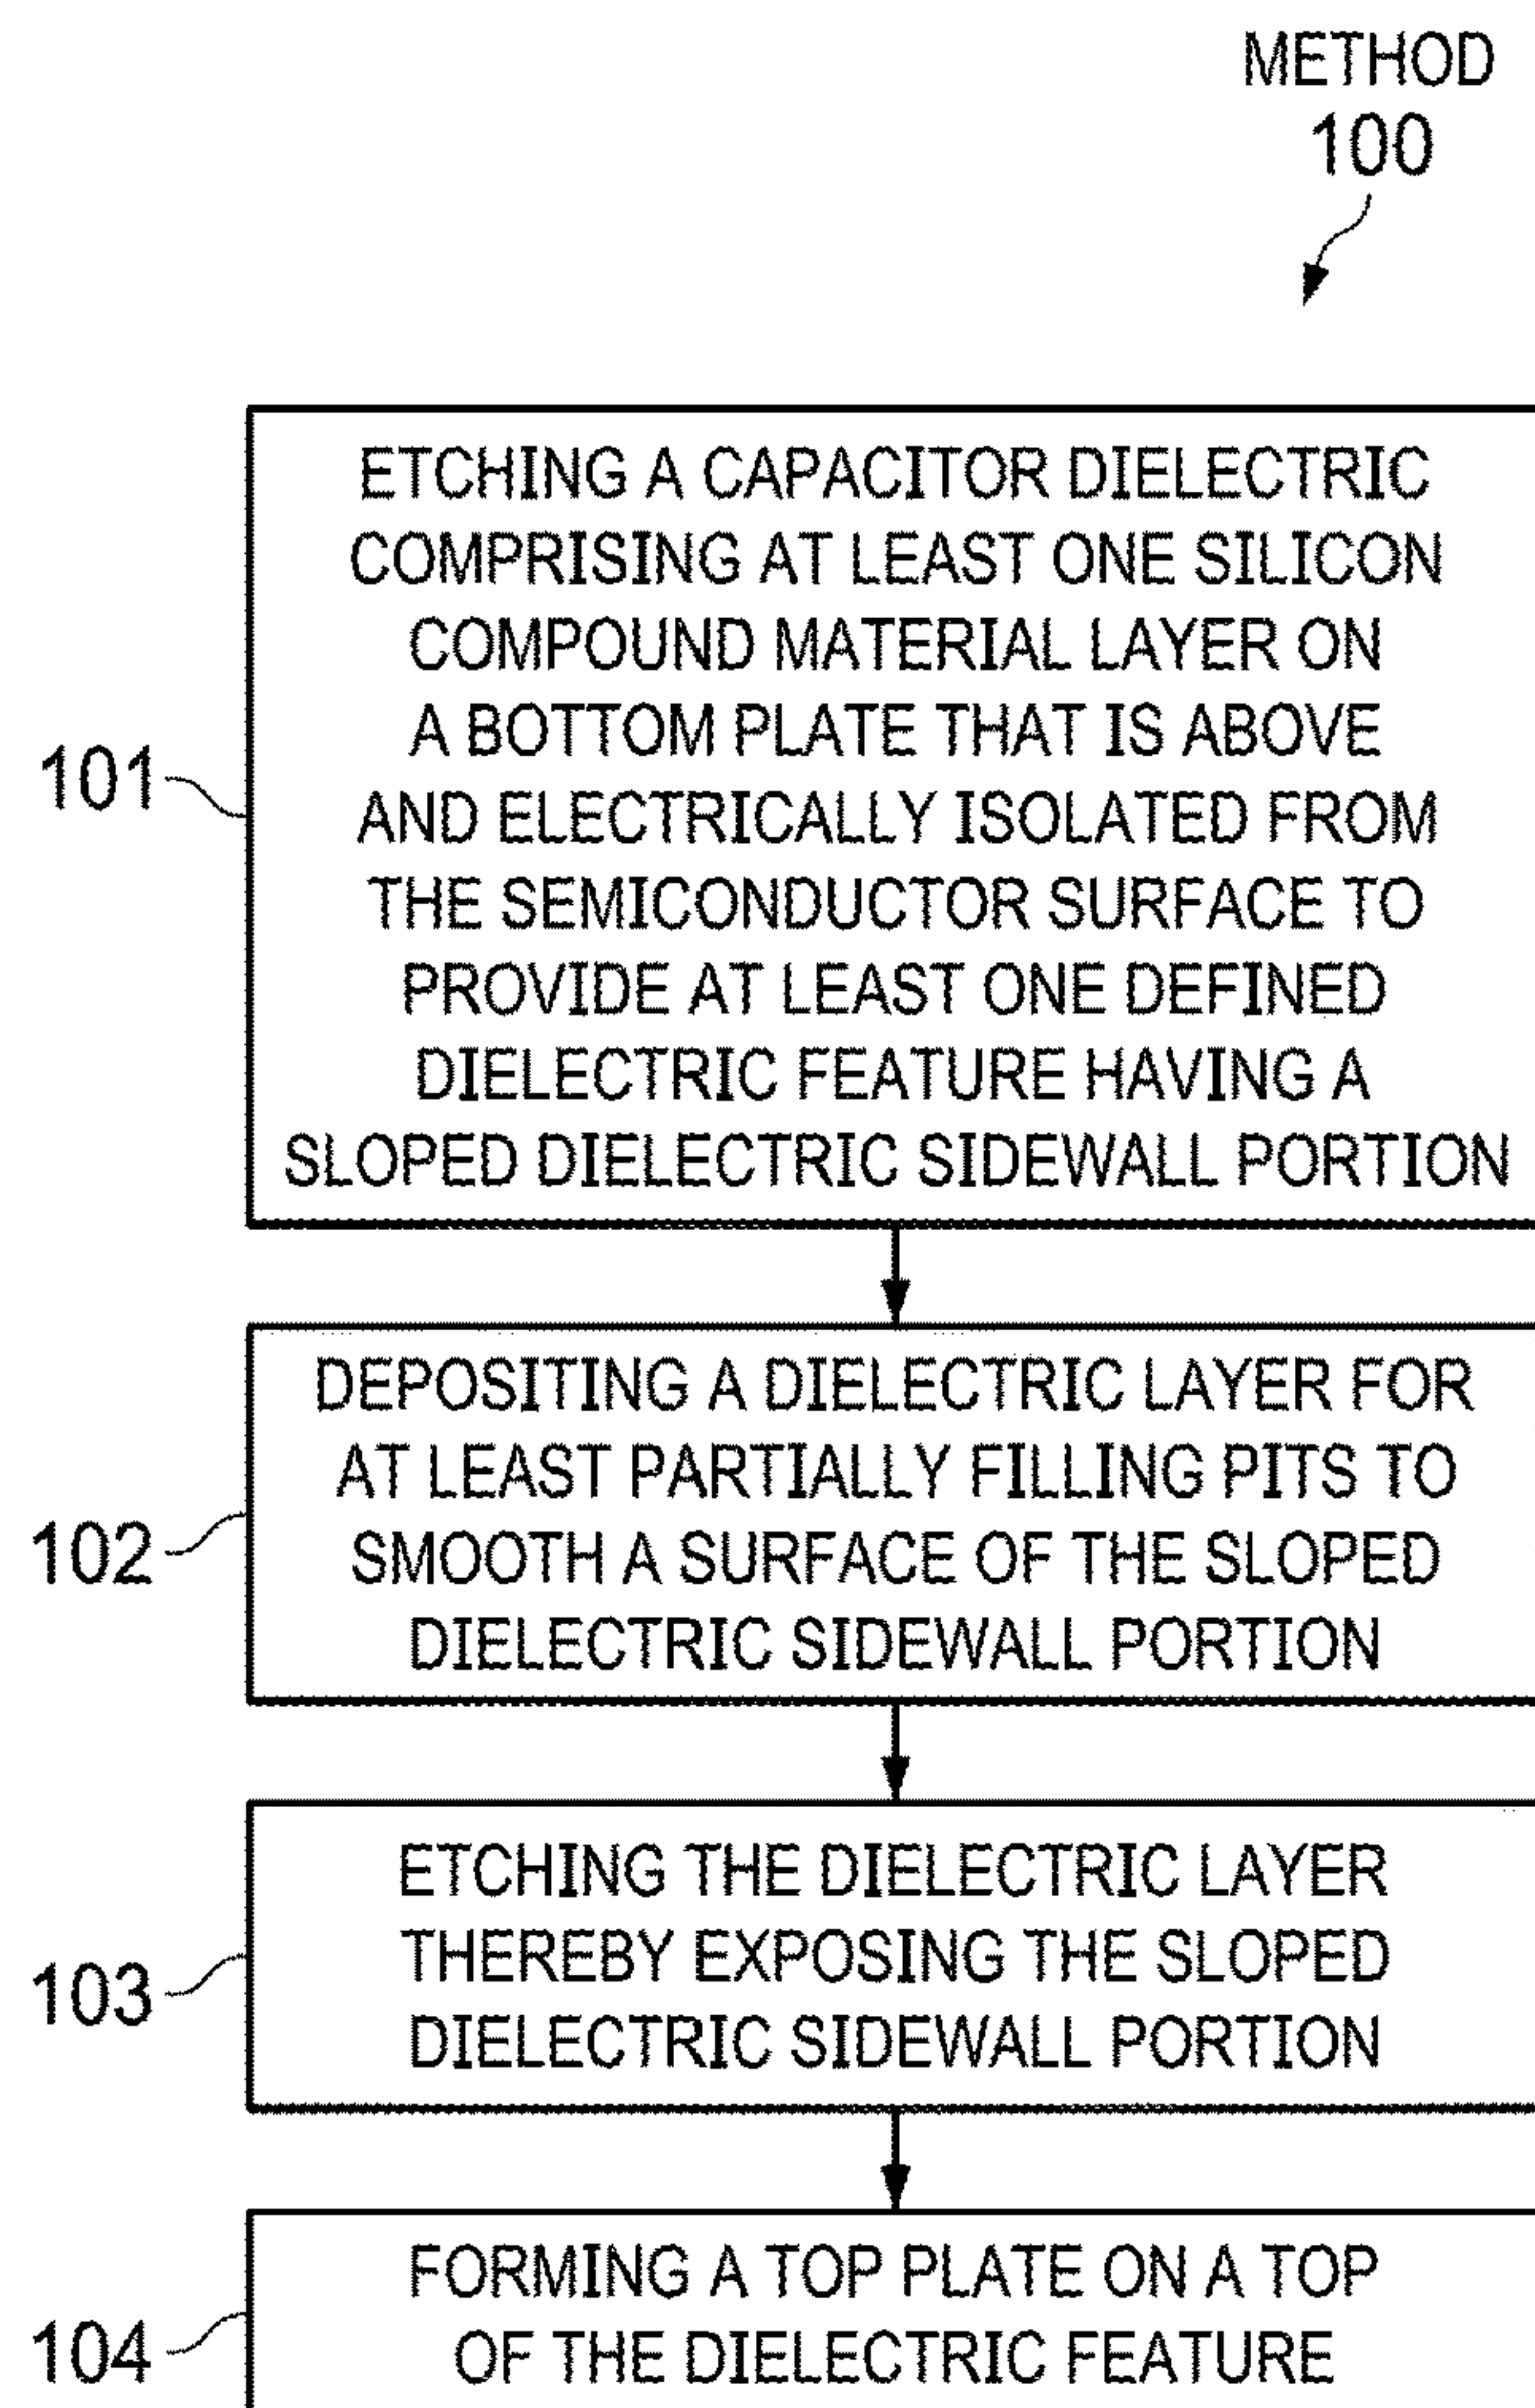 METHOD
100
101
ETCHING A CAPACITOR DIELECTRIC
COMPRISING AT LEAST ONE SILICON
COMPOUND MATERIAL LAYER ON
A BOTTOM PLATE THAT IS ABOVE
AND ELECTRICALLY ISOLATED FROM
THE SEMICONDUCTOR SURFACE TO
PROVIDE AT LEAST ONE DEFINED
DIELECTRIC FEATURE HAVING A
SLOPED DIELECTRIC SIDEWALL PORTION
102
DEPOSITING A DIELECTRIC LAYER FOR
AT LEAST PARTIALLY FILLING PITS TO
SMOOTH A SURFACE OF THE SLOPED
DIELECTRIC SIDEWALL PORTION
103
ETCHING THE DIELECTRIC LAYER
THEREBY EXPOSING THE SLOPED
DIELECTRIC SIDEWALL PORTION
104
FORMING A TOP PLATE ON A TOP
OF THE DIELECTRIC FEATURE